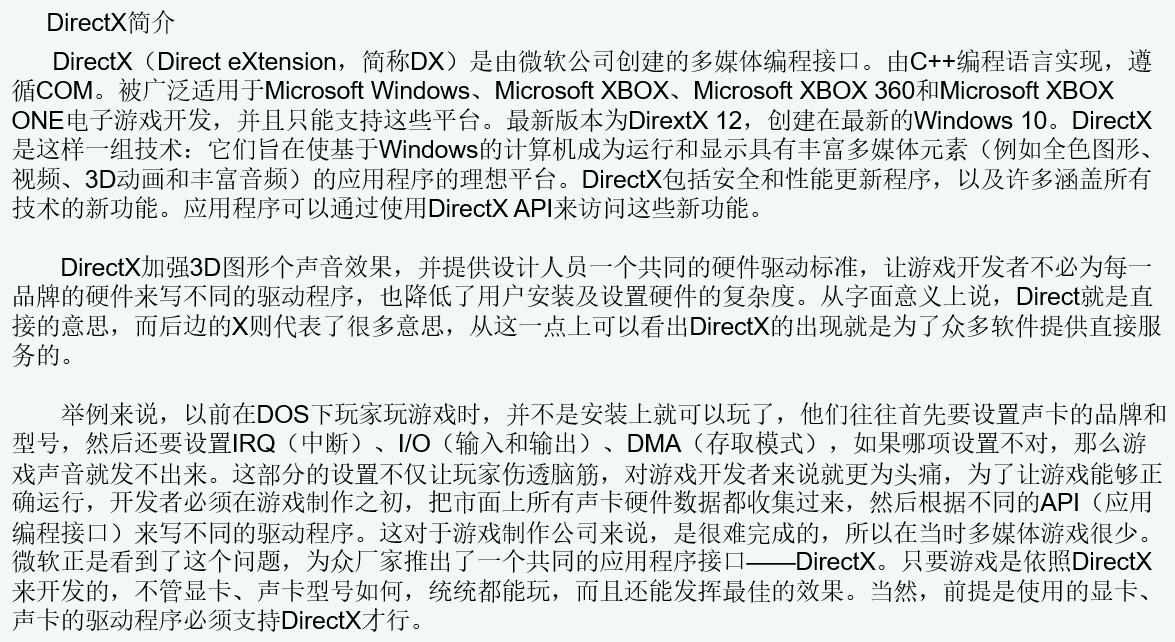 DirectX简介
DirectX（Direct eXtension，简称DX）是由微软公司创建的多媒体编程接口。由C++编程语言实现，遵
循COM。被广泛适用于Microsoft Windows、Microsoft XBOX、Microsoft XBOX 360和Microsoft XBOX
ONE电子游戏开发，并且只能支持这些平台。最新版本为DirextX 12，创建在最新的Windows 10。DirectX
是这样一组技术：它们旨在使基于Windows的计算机成为运行和显示具有丰富多媒体元素（例如全色图形、
视频、3D动画和丰富音频）的应用程序的理想平台。DirectX包括安全和性能更新程序，以及许多涵盖所有
技术的新功能。应用程序可以通过使用DirectX API来访问这些新功能。
DirectX加强3D图形个声音效果，并提供设计人员一个共同的硬件驱动标准，让游戏开发者不必为每一
品牌的硬件来写不同的驱动程序，也降低了用户安装及设置硬件的复杂度。从字面意义上说，Direct就是直
接的意思，而后边的X则代表了很多意思，从这一点上可以看出DirectX的出现就是为了众多软件提供直接服
务的。
举例来说，以前在DOS下玩家玩游戏时，并不是安装上就可以玩了，他们往往首先要设置声卡的品牌和
型号，然后还要设置IRQ（中断）、I/O（输入和输出）、DMA（存取模式），如果哪项设置不对，那么游
戏声音就发不出来。这部分的设置不仅让玩家伤透脑筋，对游戏开发者来说就更为头痛，为了让游戏能够正
确运行，开发者必须在游戏制作之初，把市面上所有声卡硬件数据都收集过来，然后根据不同的API（应用
编程接口）来写不同的驱动程序。这对于游戏制作公司来说，是很难完成的，所以在当时多媒体游戏很少。
微软正是看到了这个问题，为众厂家推出了一个共同的应用程序接口——DirectX。只要游戏是依照DirectX
来开发的，不管显卡、声卡型号如何，统统都能玩，而且还能发挥最佳的效果。当然，前提是使用的显卡、
声卡的驱动程序必须支持DirectX才行。